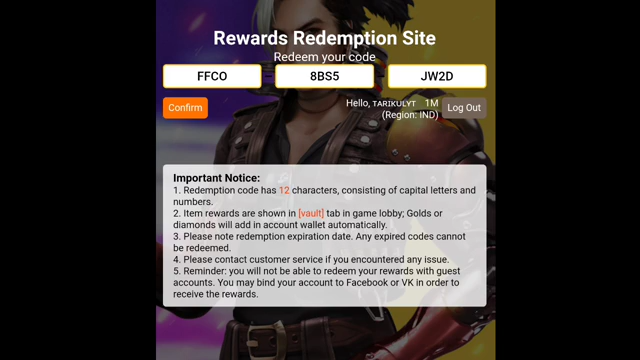 Rewards Redemption Site
Redeem your code
FFCO 8BS5 JW2D
Confirm
Hello, ᴛᴀʀɪᴋᴜʟʏᴛ 1M
(Region: IND)
Log Out
Important Notice:
1. Redemption code has 12 characters, consisting of capital letters and
numbers.
2. Item rewards are shown in [vault] tab in game lobby; Golds or
diamonds will add in account wallet automatically.
3. Please note redemption expiration date. Any expired codes cannot
be redeemed.
4. Please contact customer service if you encountered any issue.
5. Reminder: you will not be able to redeem your rewards with guest
accounts. You may bind your account to Facebook or VK in order to
receive the rewards.